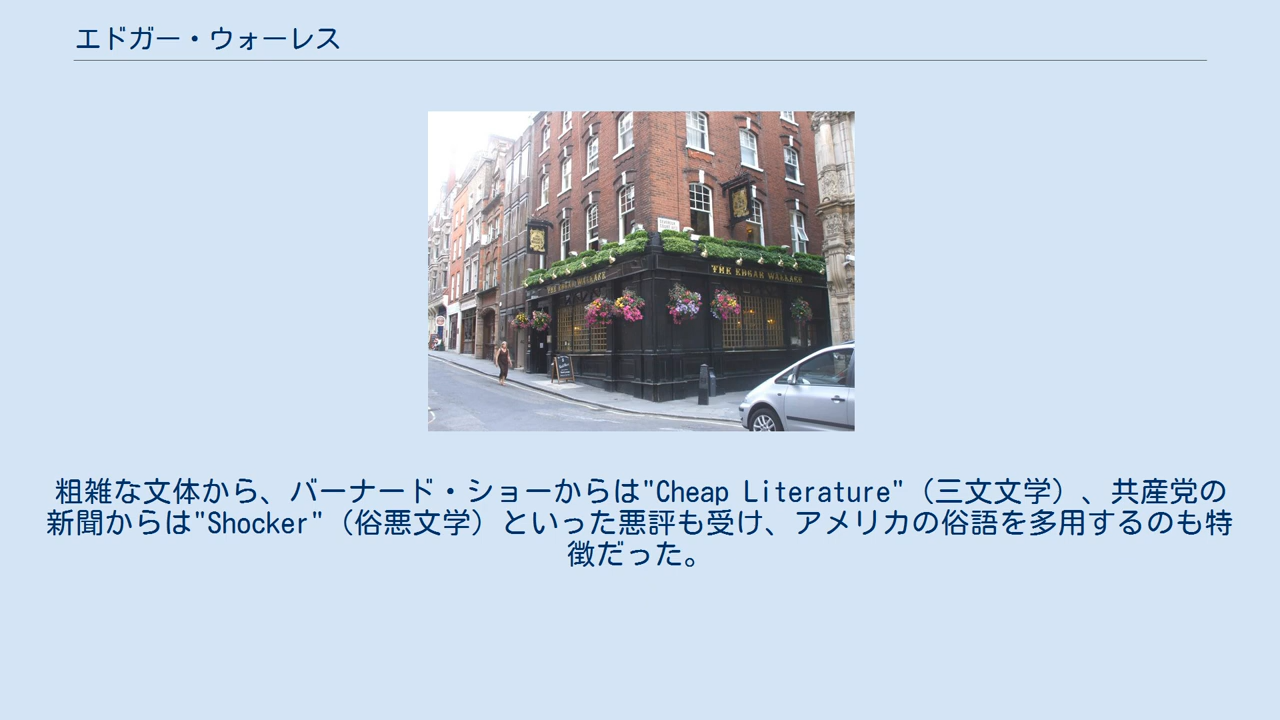 エドガー・ウォーレス
THE EDGAR WALLACE
THE EDGAR WALLACE
粗雑な文体から、バーナード・ショーからは"Cheap Literature"（三文文学）、共産党の
新聞からは"Shocker"（俗悪文学）といった悪評も受け、アメリカの俗語を多用するのも特
徴だった。